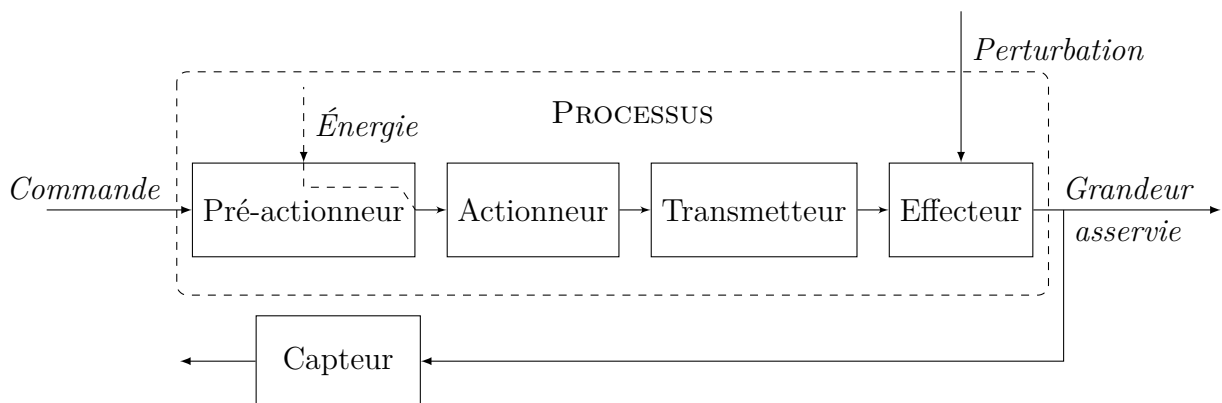 Perturbation
PROCESSUS
Énergie
Commande
Pré-actionneur
Actionneur
Transmetteur
Effecteur
Grandeur
asservie
Capteur